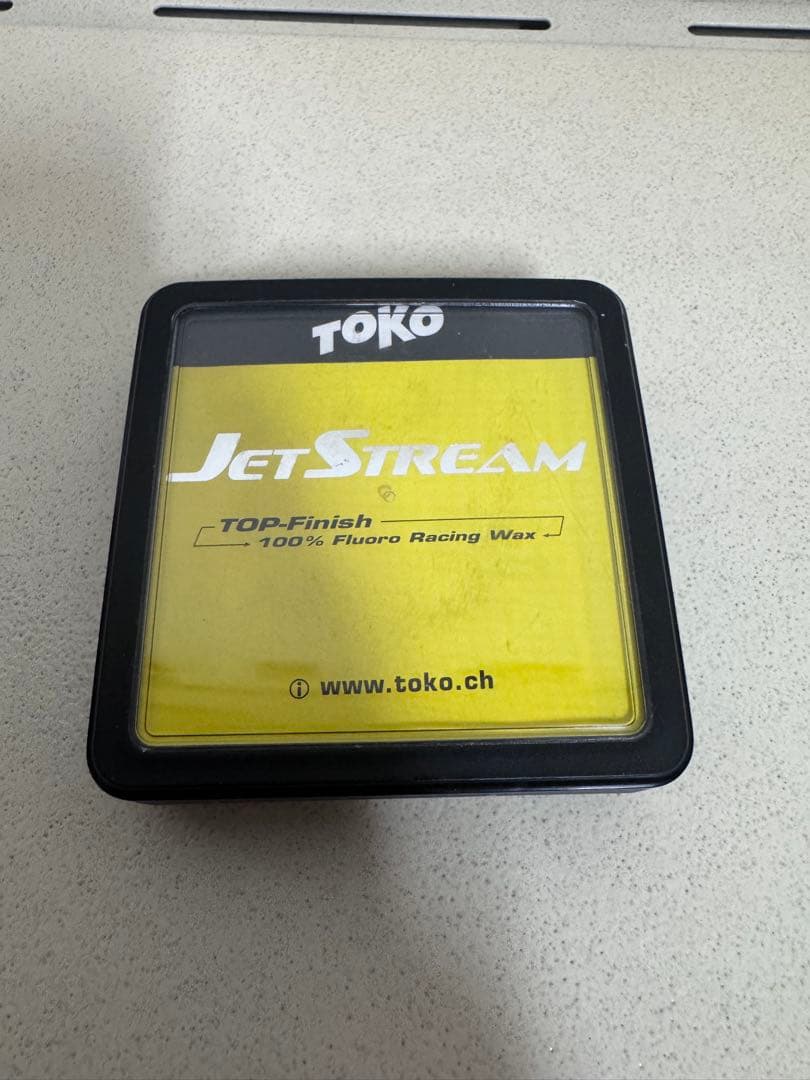 TOKO
JETSTREAM
TOP-Finish
100% Fluoro Racing Wax
ⓘ www.toko.ch